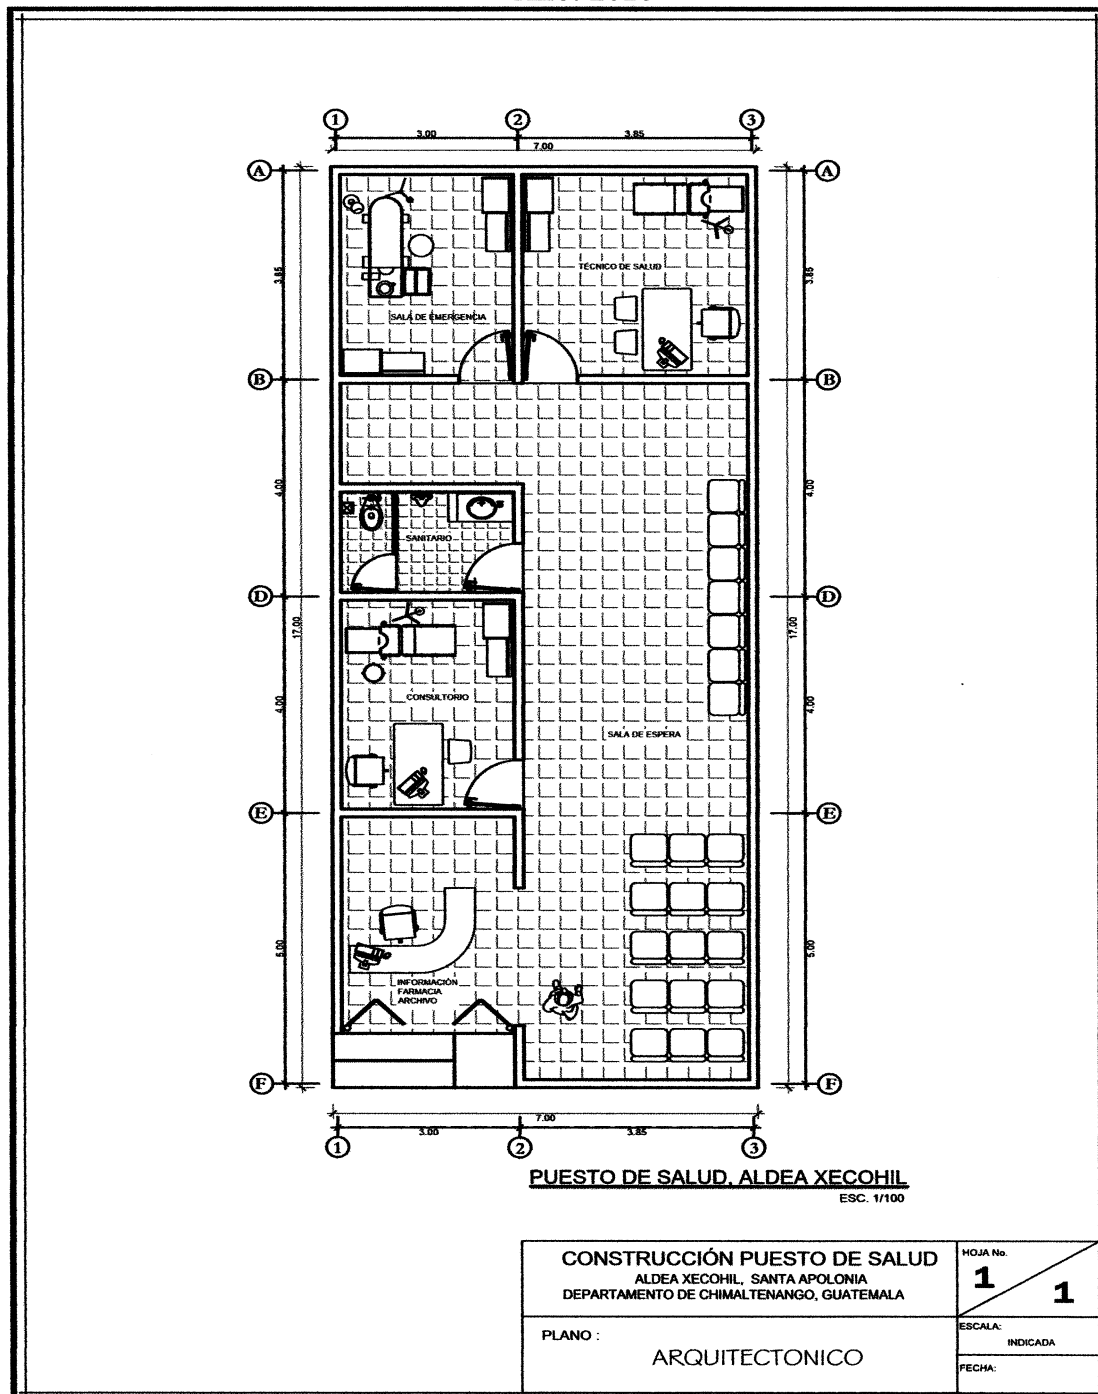 1 2 3
3.00 3.85
7.00
A A
3.85 3.85
TÉCNICO DE SALUD
SALA DE EMERGENCIA
B B
4.00 4.00
SANITARIO
D D
17.00 17.00
CONSULTORIO
4.00 4.00
SALA DE ESPERA
E E
5.00 5.00
INFORMACIÓN
FARMACIA
ARCHIVO
F F
7.00
3.00 3.85
1 2 3
PUESTO DE SALUD, ALDEA XECOHIL
ESC. 1/100
CONSTRUCCIÓN PUESTO DE SALUD
ALDEA XECOHIL, SANTA APOLONIA
DEPARTAMENTO DE CHIMALTENANGO, GUATEMALA
HOJA No.
1 1
PLANO :
ARQUITECTONICO
ESCALA:
INDICADA
FECHA: